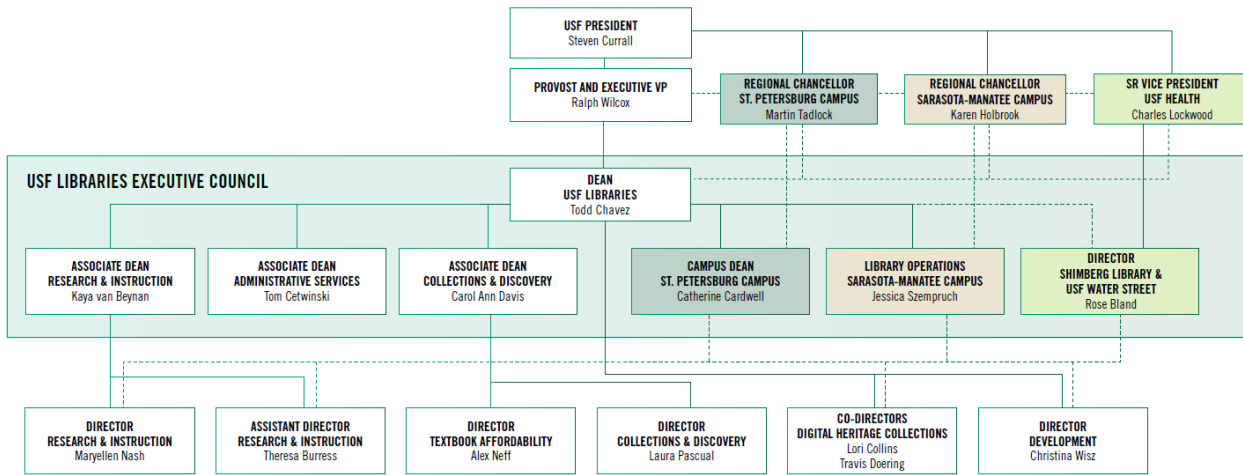 USF PRESIDENT
Steven Currall
PROVOST AND EXECUTIVE VP
Ralph Wilcox
REGIONAL CHANCELLOR
ST. PETERSBURG CAMPUS
Martin Tadlock
REGIONAL CHANCELLOR
SARASOTA-MANATEE CAMPUS
Karen Holbrook
SR VICE PRESIDENT
USF HEALTH
Charles Lockwood
USF LIBRARIES EXECUTIVE COUNCIL
DEAN
USF LIBRARIES
Todd Chavez
ASSOCIATE DEAN
RESEARCH & INSTRUCTION
Kaya van Beynan
ASSOCIATE DEAN
ADMINISTRATIVE SERVICES
Tom Cetwinski
ASSOCIATE DEAN
COLLECTIONS & DISCOVERY
Carol Ann Davis
CAMPUS DEAN
ST. PETERSBURG CAMPUS
Catherine Cardwell
LIBRARY OPERATIONS
SARASOTA-MANATEE CAMPUS
Jessica Szempruch
DIRECTOR
SHIMBERG LIBRARY &
USF WATER STREET
Rose Bland
DIRECTOR
RESEARCH & INSTRUCTION
Maryellen Nash
ASSISTANT DIRECTOR
RESEARCH & INSTRUCTION
Theresa Burress
DIRECTOR
TEXTBOOK AFFORDABILITY
Alex Neff
DIRECTOR
COLLECTIONS & DISCOVERY
Laura Pascual
CO-DIRECTORS
DIGITAL HERITAGE COLLECTIONS
Lori Collins
Travis Doering
DIRECTOR
DEVELOPMENT
Christina Wisz